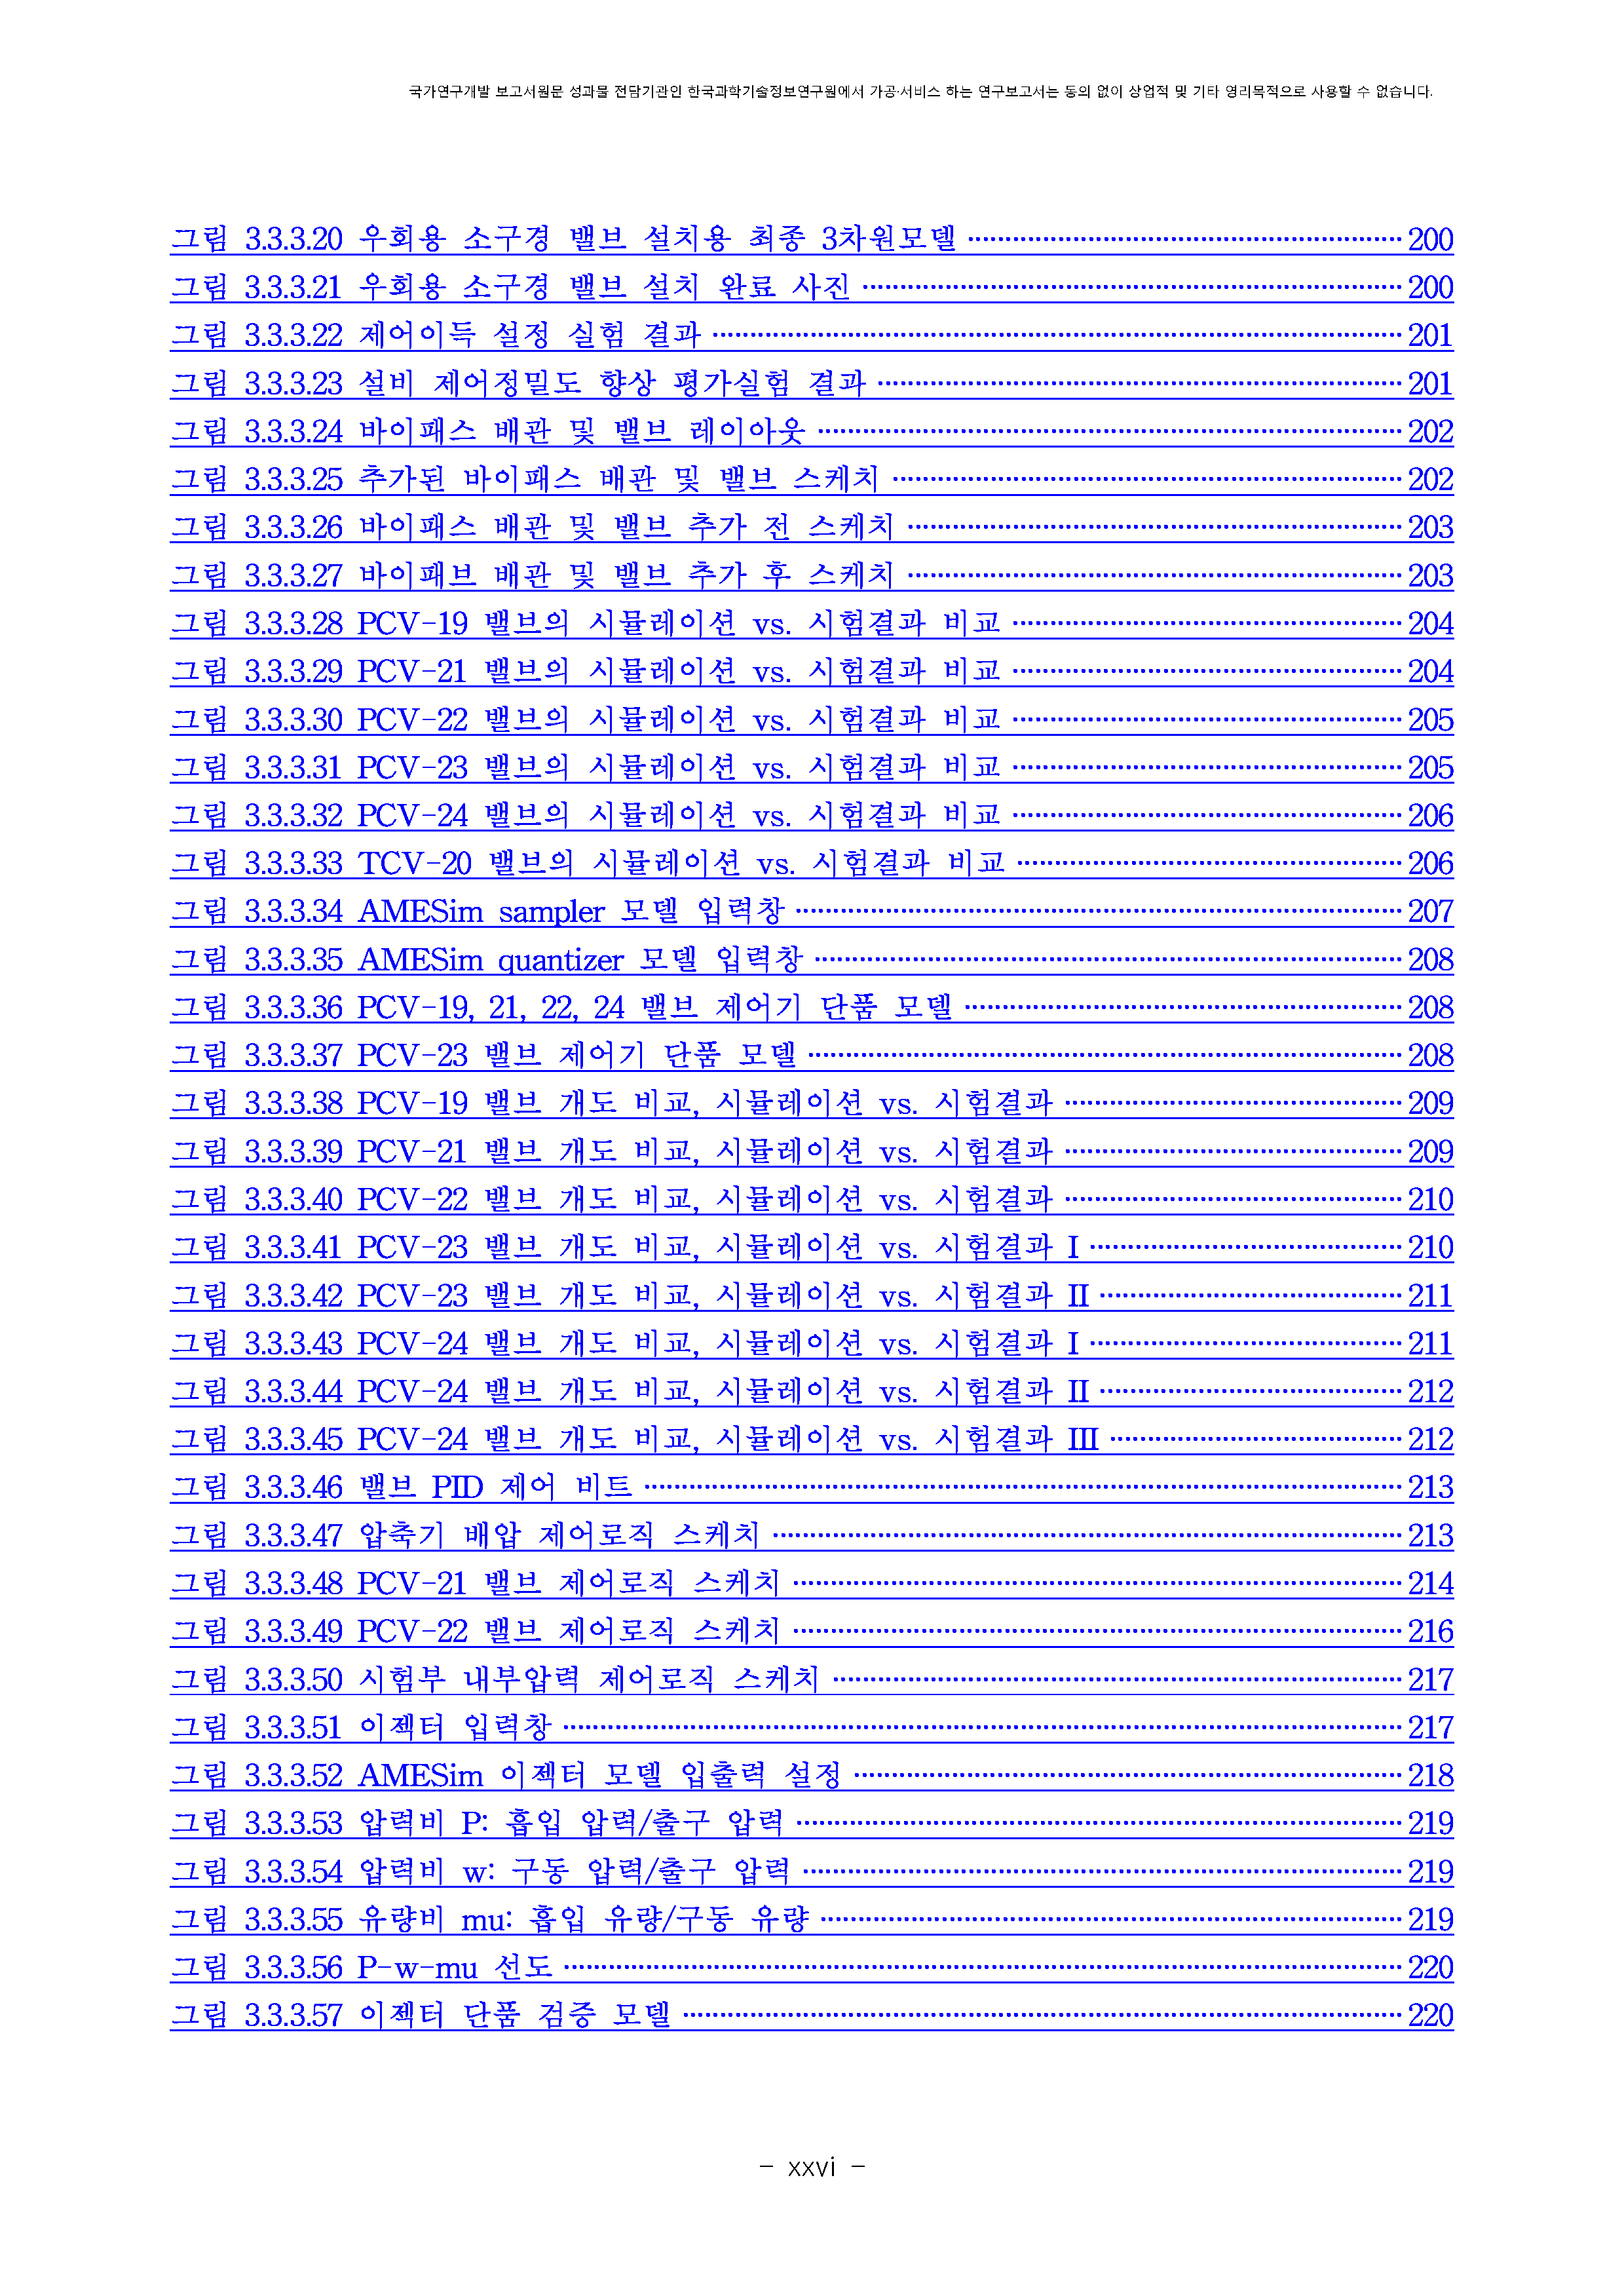 국가연구개발 보고서원문 성과물 전담기관인 한국과학기술정보연구원에서 가공·서비스 하는 연구보고서는 동의 없이 상업적 및 기타 영리목적으로 사용할 수 없습니다.
그림 3.3.3.20 우회용 소구경 밸브 설치용 최종 3차원모델 200
그림 3.3.3.21 우회용 소구경 밸브 설치 완료 사진 200
그림 3.3.3.22 제어이득 설정 실험 결과 201
그림 3.3.3.23 설비 제어정밀도 향상 평가실험 결과 201
그림 3.3.3.24 바이패스 배관 및 밸브 레이아웃 202
그림 3.3.3.25 추가된 바이패스 배관 및 밸브 스케치 202
그림 3.3.3.26 바이패스 배관 및 밸브 추가 전 스케치 203
그림 3.3.3.27 바이패브 배관 및 밸브 추가 후 스케치 203
그림 3.3.3.28 PCV-19 밸브의 시뮬레이션 vs. 시험결과 비교 204
그림 3.3.3.29 PCV-21 밸브의 시뮬레이션 vs. 시험결과 비교 204
그림 3.3.3.30 PCV-22 밸브의 시뮬레이션 vs. 시험결과 비교 205
그림 3.3.3.31 PCV-23 밸브의 시뮬레이션 vs. 시험결과 비교 205
그림 3.3.3.32 PCV-24 밸브의 시뮬레이션 vs. 시험결과 비교 206
그림 3.3.3.33 TCV-20 밸브의 시뮬레이션 vs. 시험결과 비교 206
그림 3.3.3.34 AMESim sampler 모델 입력창 207
그림 3.3.3.35 AMESim quantizer 모델 입력창 208
그림 3.3.3.36 PCV-19, 21, 22, 24 밸브 제어기 단품 모델 208
그림 3.3.3.37 PCV-23 밸브 제어기 단품 모델 208
그림 3.3.3.38 PCV-19 밸브 개도 비교, 시뮬레이션 vs. 시험결과 209
그림 3.3.3.39 PCV-21 밸브 개도 비교, 시뮬레이션 vs. 시험결과 209
그림 3.3.3.40 PCV-22 밸브 개도 비교, 시뮬레이션 vs. 시험결과 210
그림 3.3.3.41 PCV-23 밸브 개도 비교, 시뮬레이션 vs. 시험결과 I 210
그림 3.3.3.42 PCV-23 밸브 개도 비교, 시뮬레이션 vs. 시험결과 II 211
그림 3.3.3.43 PCV-24 밸브 개도 비교, 시뮬레이션 vs. 시험결과 I 211
그림 3.3.3.44 PCV-24 밸브 개도 비교, 시뮬레이션 vs. 시험결과 II 212
그림 3.3.3.45 PCV-24 밸브 개도 비교, 시뮬레이션 vs. 시험결과 III 212
그림 3.3.3.46 밸브 PID 제어 비트 213
그림 3.3.3.47 압축기 배압 제어로직 스케치 213
그림 3.3.3.48 PCV-21 밸브 제어로직 스케치 214
그림 3.3.3.49 PCV-22 밸브 제어로직 스케치 216
그림 3.3.3.50 시험부 내부압력 제어로직 스케치 217
그림 3.3.3.51 이젝터 입력창 217
그림 3.3.3.52 AMESim 이젝터 모델 입출력 설정 218
그림 3.3.3.53 압력비 P: 흡입 압력/출구 압력 219
그림 3.3.3.54 압력비 w: 구동 압력/출구 압력 219
그림 3.3.3.55 유량비 mu: 흡입 유량/구동 유량 219
그림 3.3.3.56 P-w-mu 선도 220
그림 3.3.3.57 이젝터 단품 검증 모델 220
- xxvi -